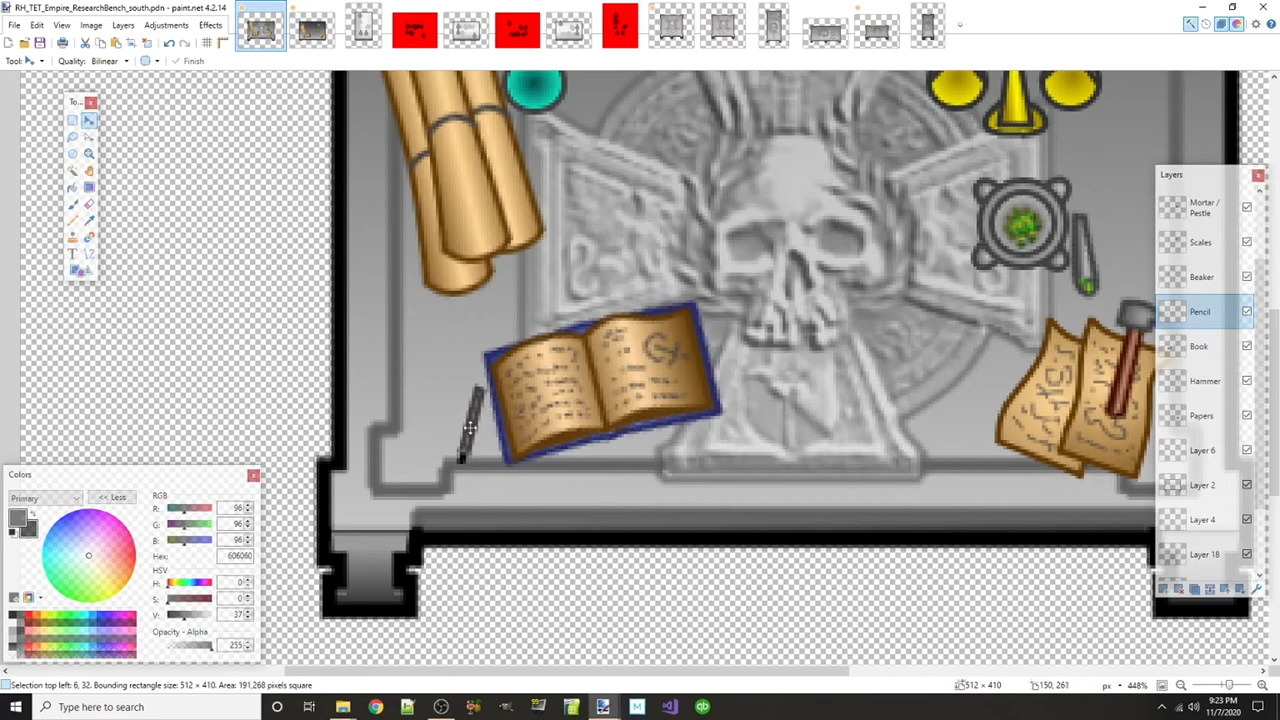 RH_TET_Empire_ResearchBench_south.pdn - paint.net 4.2.14
File Edit View Image Layers Adjustments Effects
Tool: Quality: Bilinear Finish
To...
Layers
Mortar / Pestle
Scales
Beaker
Pencil
Book
Hammer
Papers
Layer 6
Layer 2
Layer 4
Layer 18
Colors
Primary << Less
RGB
R: 96
G: 96
B: 96
Hex: 606060
HSV
H: 0
S: 0
V: 37
Opacity - Alpha
255
Selection top left: 6, 32. Bounding rectangle size: 512 × 410. Area: 191,268 pixels square
512 × 410
150, 261
px
448%
Type here to search
9:23 PM
11/7/2020